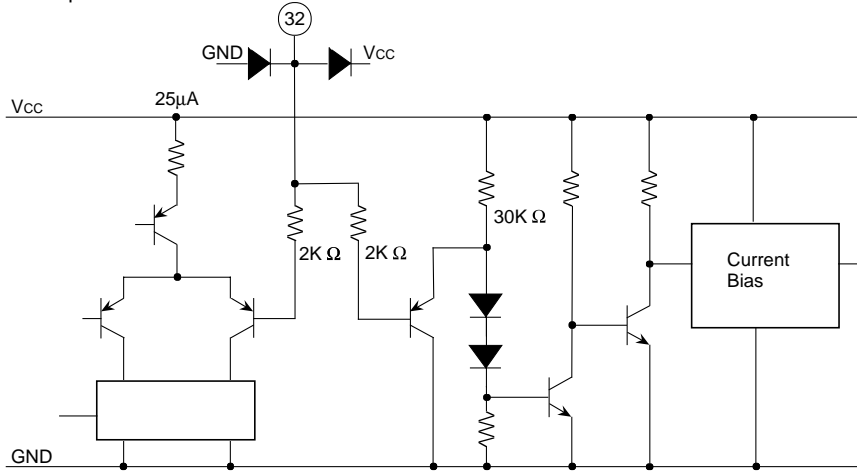 32
GND
Vcc
25μA
Vcc
30K Ω
2K Ω
2K Ω
Current
Bias
GND